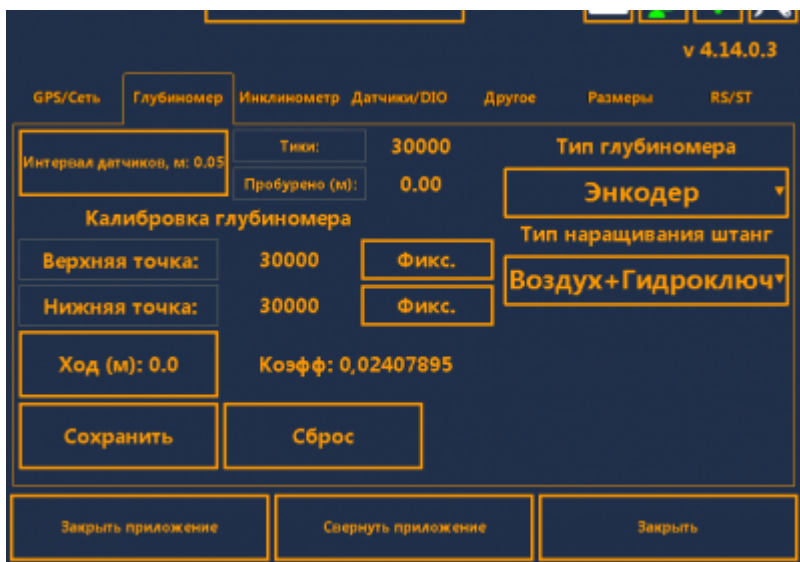 v 4.14.0.3
GPS/Сеть Глубиномер Инклинометр Датчики/DIO Другое Размеры RS/ST
Интервал датчиков, м: 0.05
Тики: 30000
Пробурено (м): 0.00
Тип глубиномера
Энкодер
Калибровка глубиномера
Тип наращивания штанг
Воздух+Гидроключ
Верхняя точка: 30000 Фикс.
Нижняя точка: 30000 Фикс.
Ход (м): 0.0 Коэфф: 0,02407895
Сохранить Сброс
Закрыть приложение Свернуть приложение Закрыть